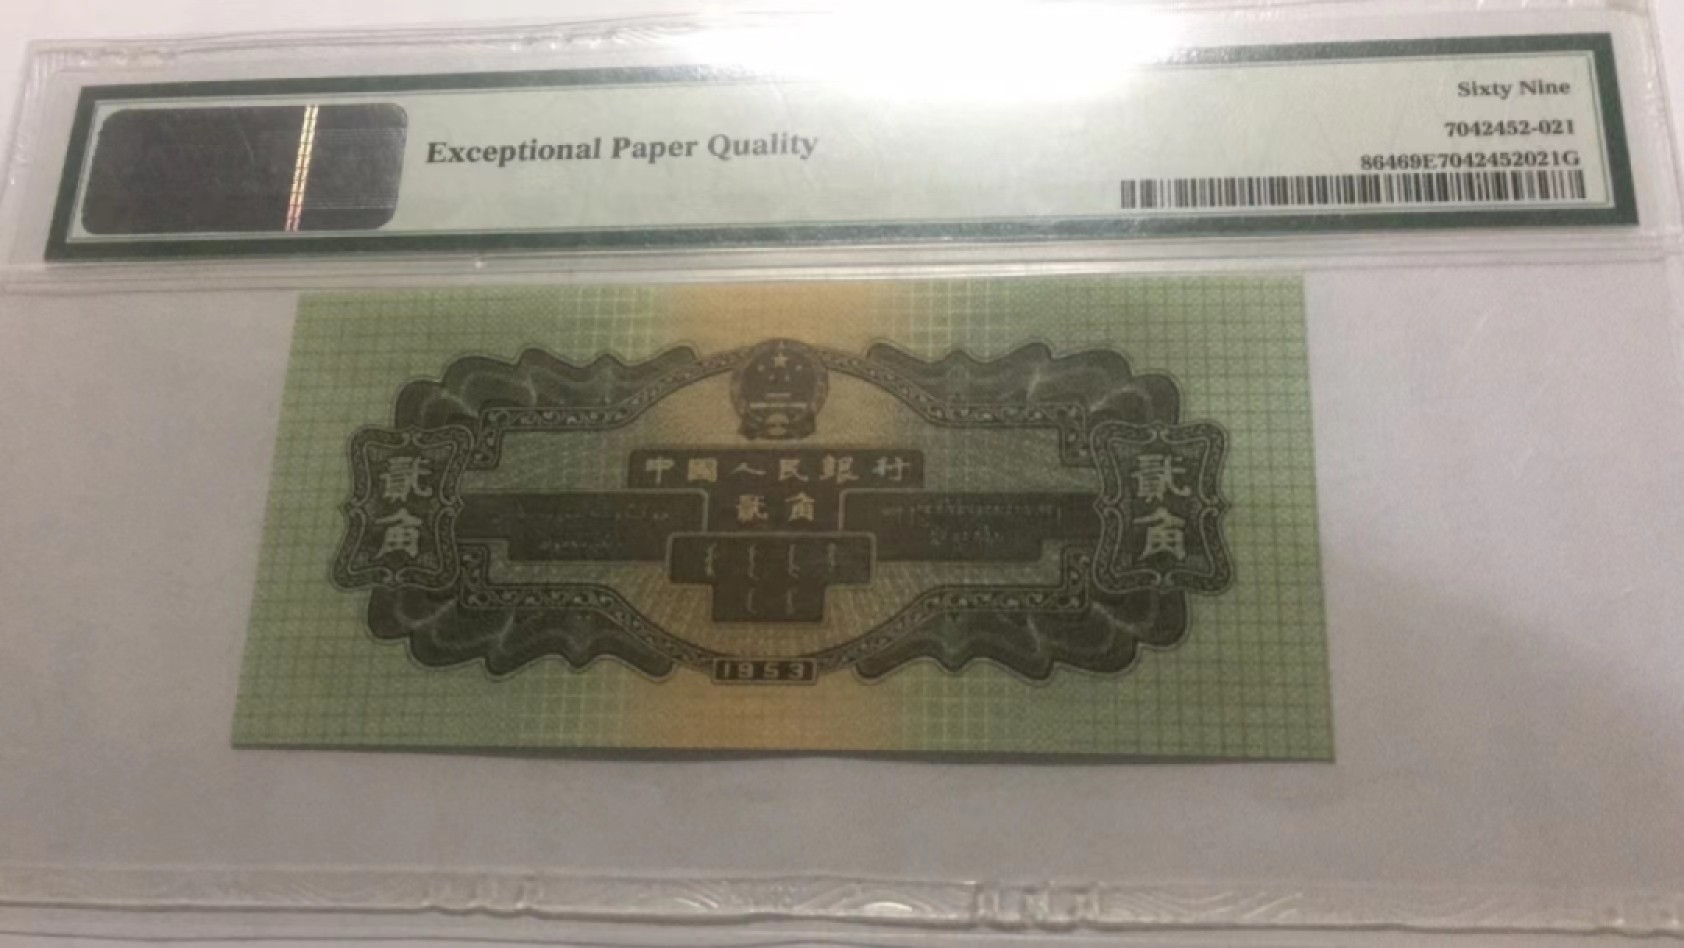 Sixty Nine
Exceptional Paper Quality
7042452-021
86469E7042452021G
中國人民銀行
貳角
貳角
貳角
1953